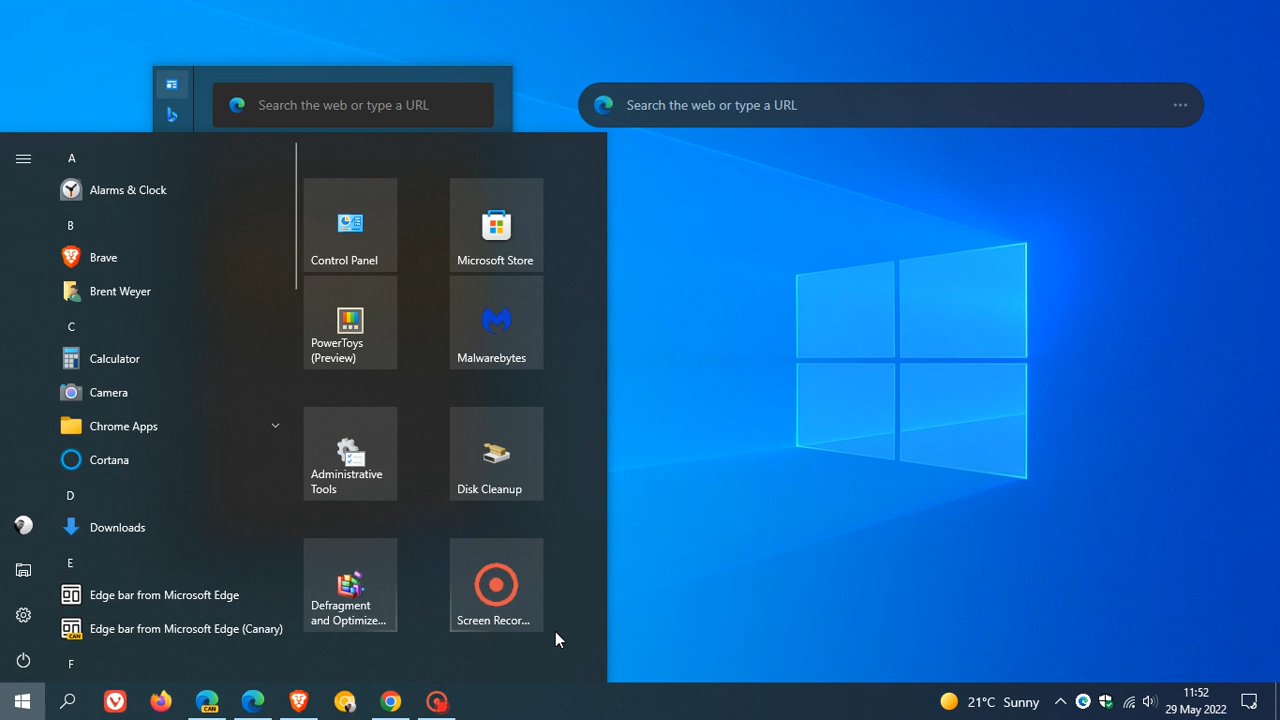 Search the web or type a URL
Search the web or type a URL
A
Alarms & Clock
B
Brave
Brent Weyer
C
Calculator
Camera
Chrome Apps
Cortana
D
Downloads
E
Edge bar from Microsoft Edge
Edge bar from Microsoft Edge (Canary)
F
Control Panel
Microsoft Store
PowerToys
(Preview)
Malwarebytes
Administrative
Tools
Disk Cleanup
Defragment
and Optimize...
Screen Recor...
CAN
CAN
21°C Sunny
11:52
29 May 2022